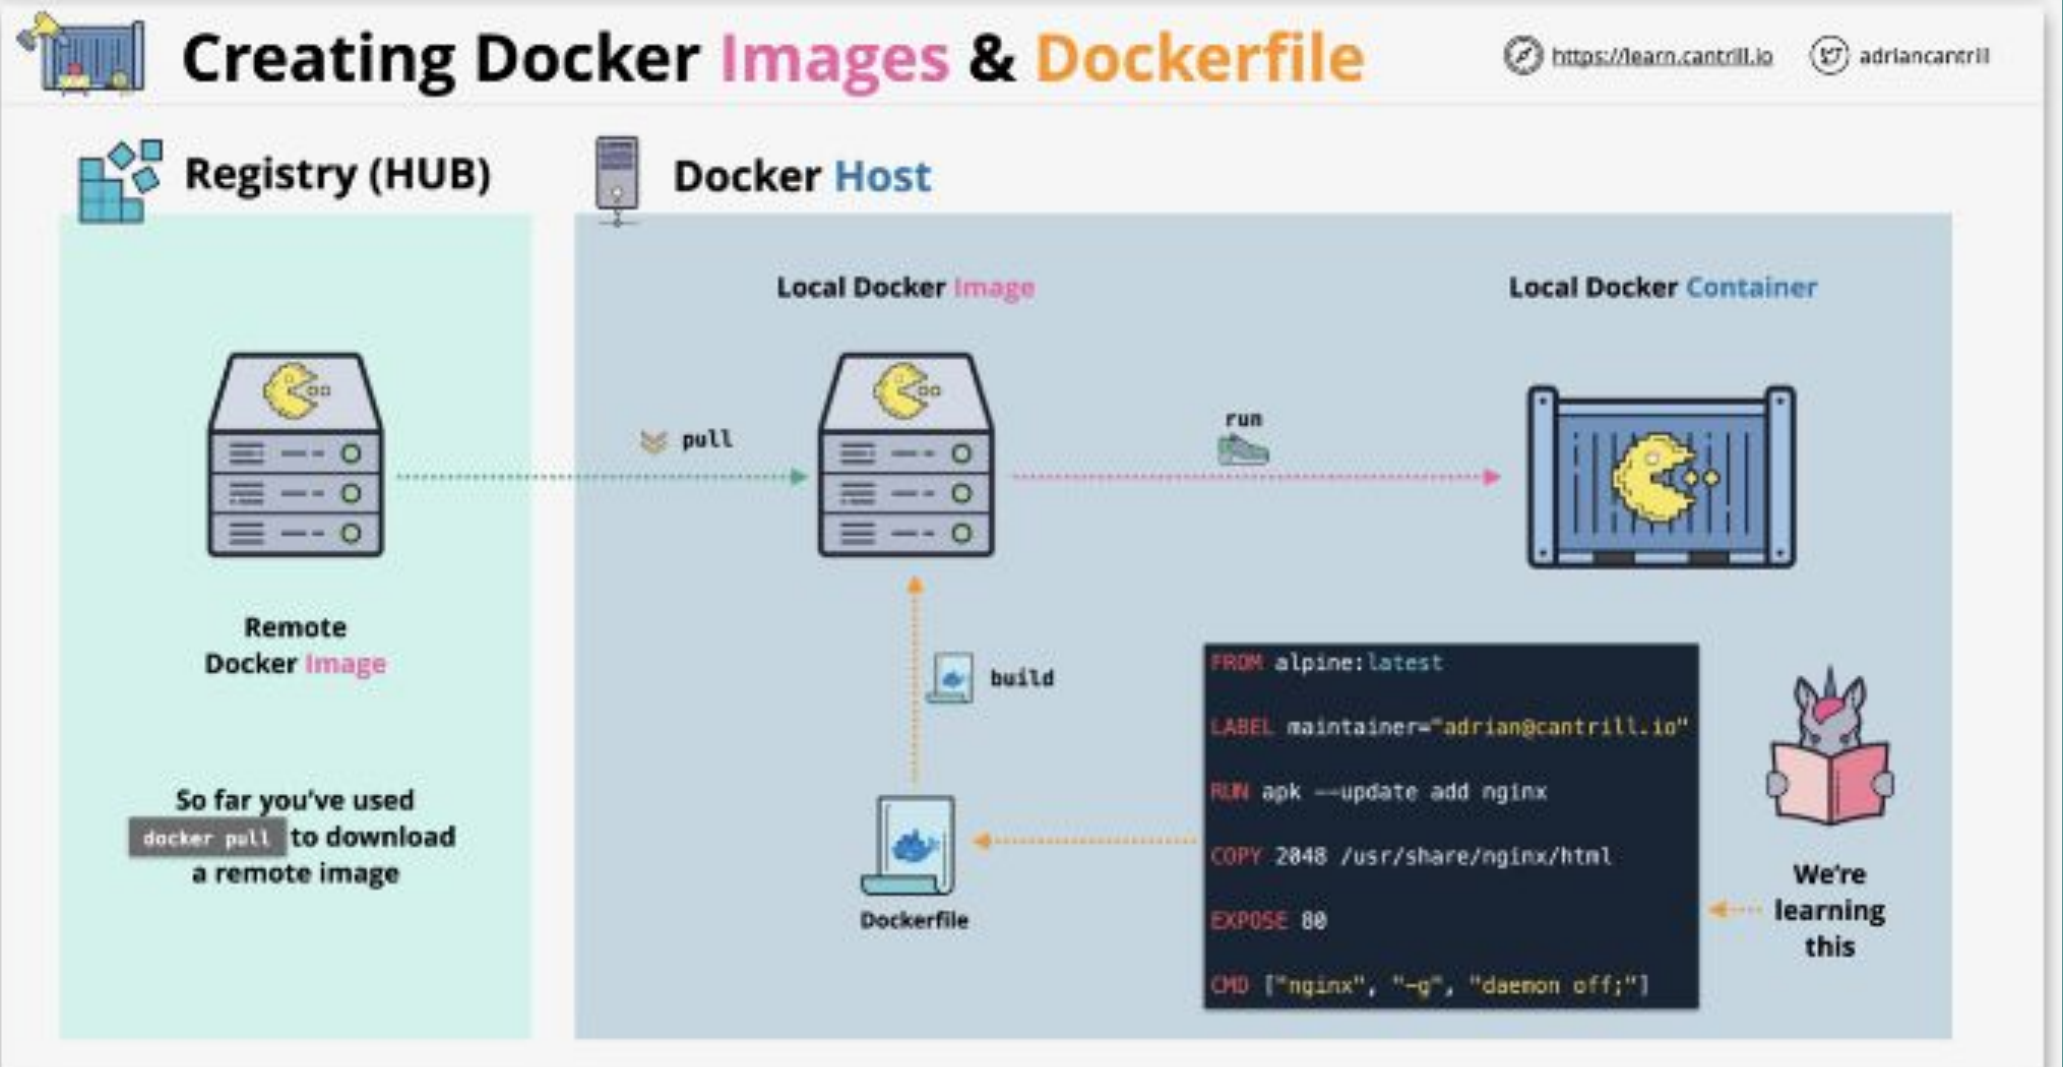 Creating Docker Images & Dockerfile
https://learn.cantrill.io
adriancantrill
Registry (HUB)
Docker Host
Local Docker Image
Local Docker Container
pull
run
Remote
Docker Image
build
So far you've used
docker pull to download
a remote image
Dockerfile
FROM alpine:latest
LABEL maintainer="adrian@cantrill.io"
RUN apk --update add nginx
COPY 2048 /usr/share/nginx/html
EXPOSE 80
CMD ["nginx", "-g", "daemon off;"]
We're
learning
this